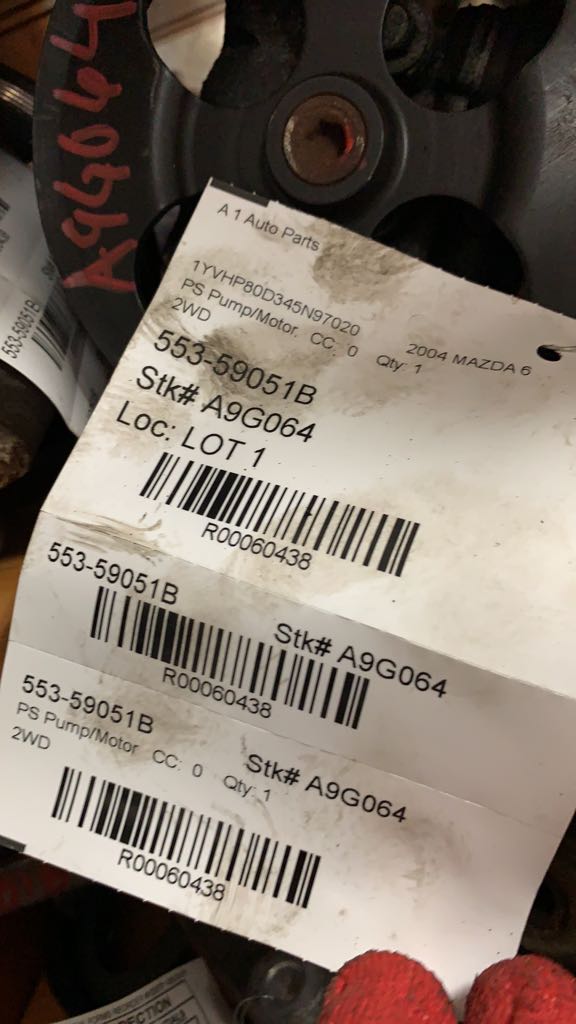 A9G064
A 1 Auto Parts
1YVHP80D345N97020
2004 MAZDA 6
PS Pump/Motor, CC: 0 Qty: 1
2WD
553-59051B
Stk# A9G064
Loc: LOT 1
R00060438
553-59051B
Stk# A9G064
R00060438
553-59051B
Stk# A9G064
PS Pump/Motor CC: 0 Qty: 1
2WD
R00060438
553-59051B